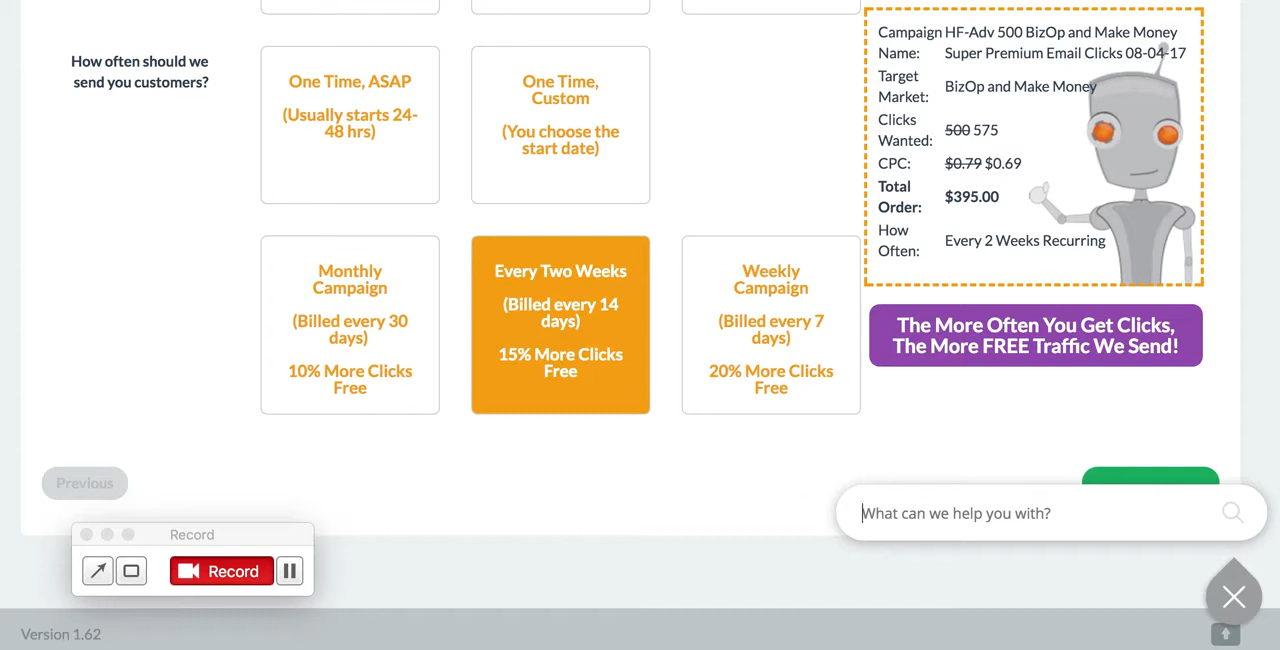 How often should we
send you customers?
One Time, ASAP
(Usually starts 24-
48 hrs)
One Time,
Custom
(You choose the
start date)
Monthly
Campaign
(Billed every 30
days)
10% More Clicks
Free
Every Two Weeks
(Billed every 14
days)
15% More Clicks
Free
Weekly
Campaign
(Billed every 7
days)
20% More Clicks
Free
Campaign HF-Adv 500 BizOp and Make Money
Name: Super Premium Email Clicks 08-04-17
Target
Market: BizOp and Make Money
Clicks
Wanted: 500 575
CPC: $0.79 $0.69
Total
Order: $395.00
How
Often: Every 2 Weeks Recurring
The More Often You Get Clicks,
The More FREE Traffic We Send!
Previous
What can we help you with?
Record
Record
Version 1.62